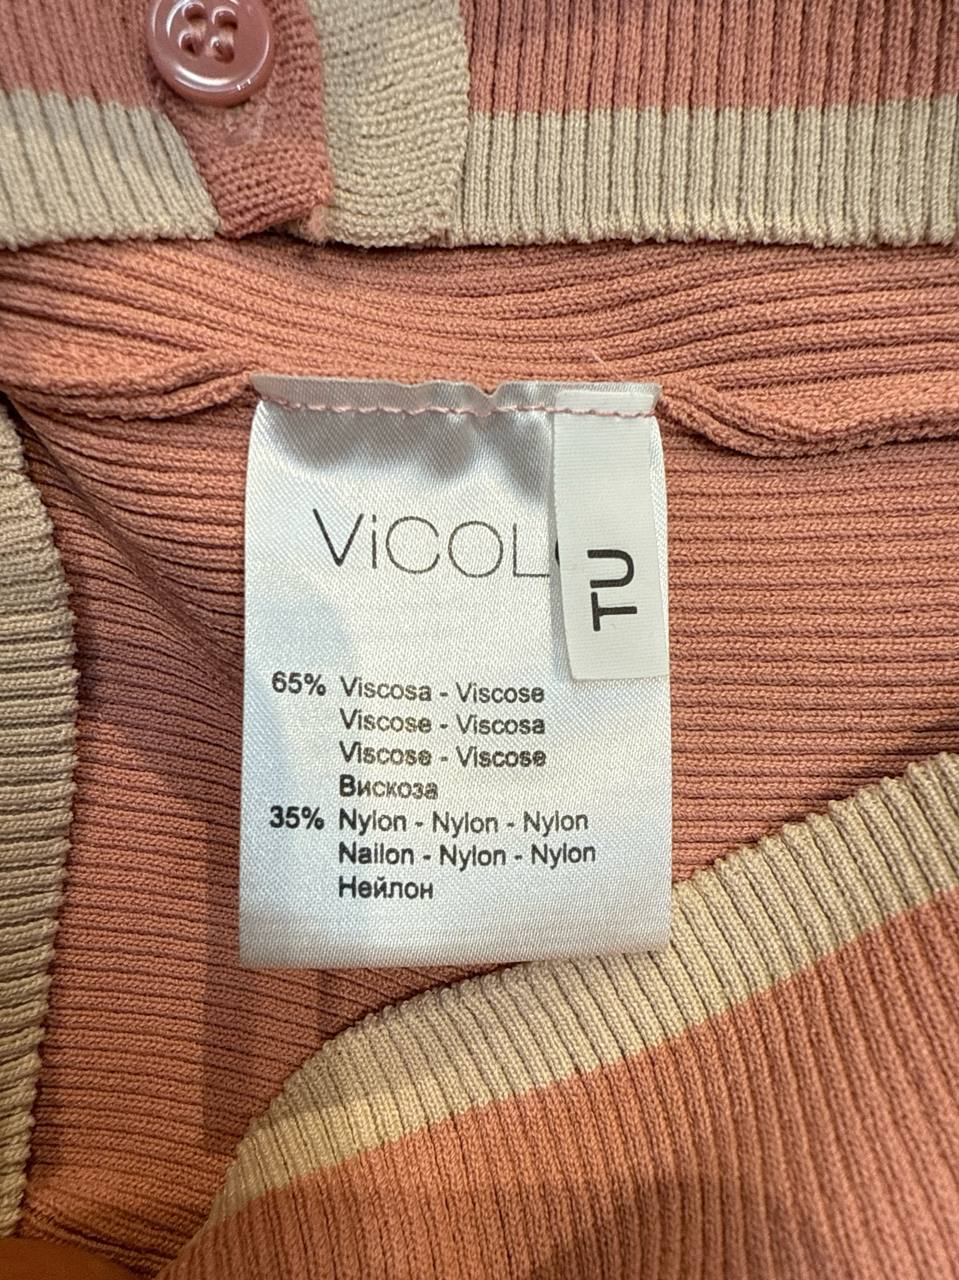 ViCOL
TU
65% Viscosa - Viscose
Viscose - Viscosa
Viscose - Viscose
Вискоза
35% Nylon - Nylon - Nylon
Nailon - Nylon - Nylon
Нейлон